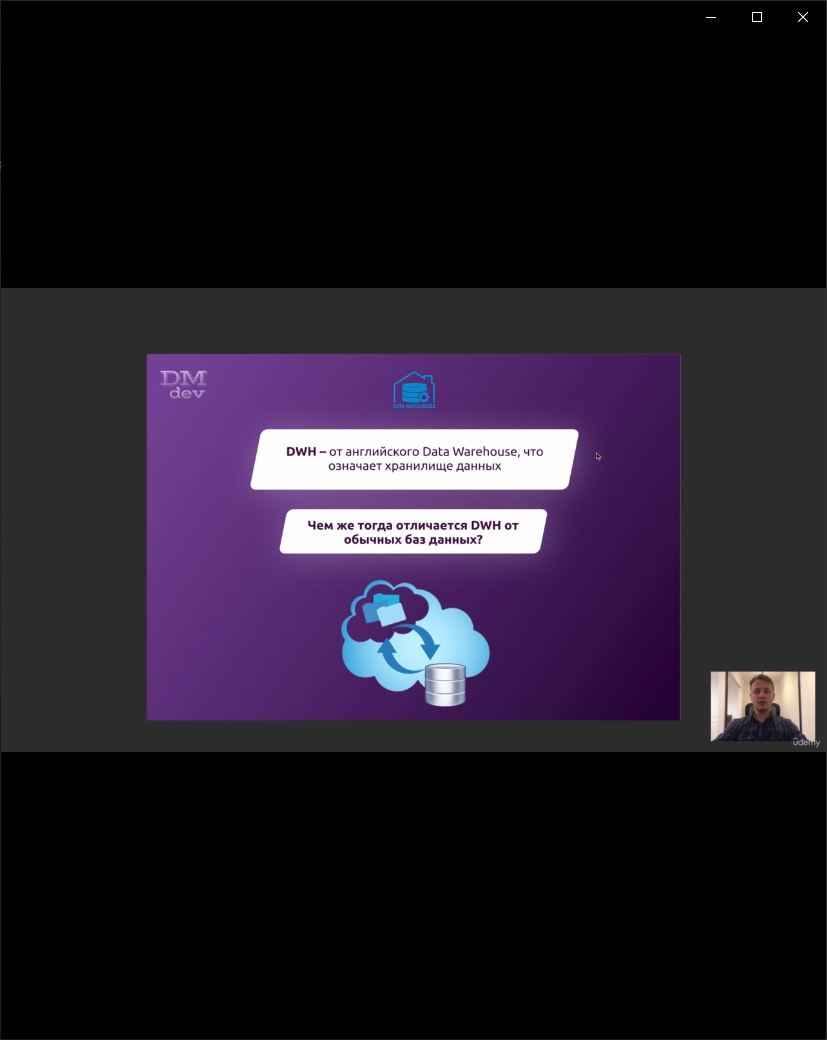 DM
dev
DATA WAREHOUSE
DWH – от английского Data Warehouse, что
означает хранилище данных
Чем же тогда отличается DWH от
обычных баз данных?
ûdemy